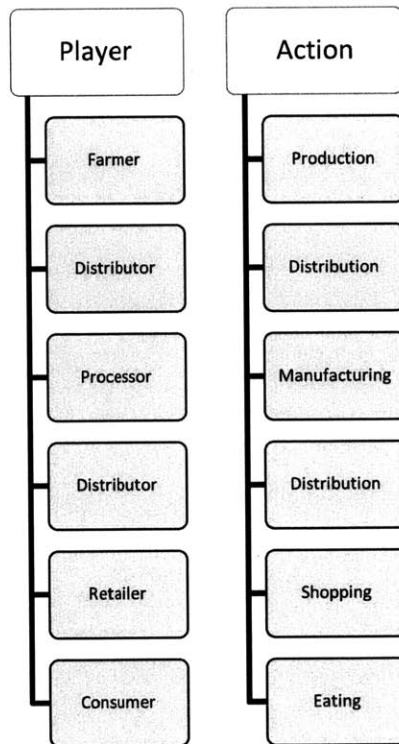 Player
Farmer
Distributor
Processor
Distributor
Retailer
Consumer
Action
Production
Distribution
Manufacturing
Distribution
Shopping
Eating